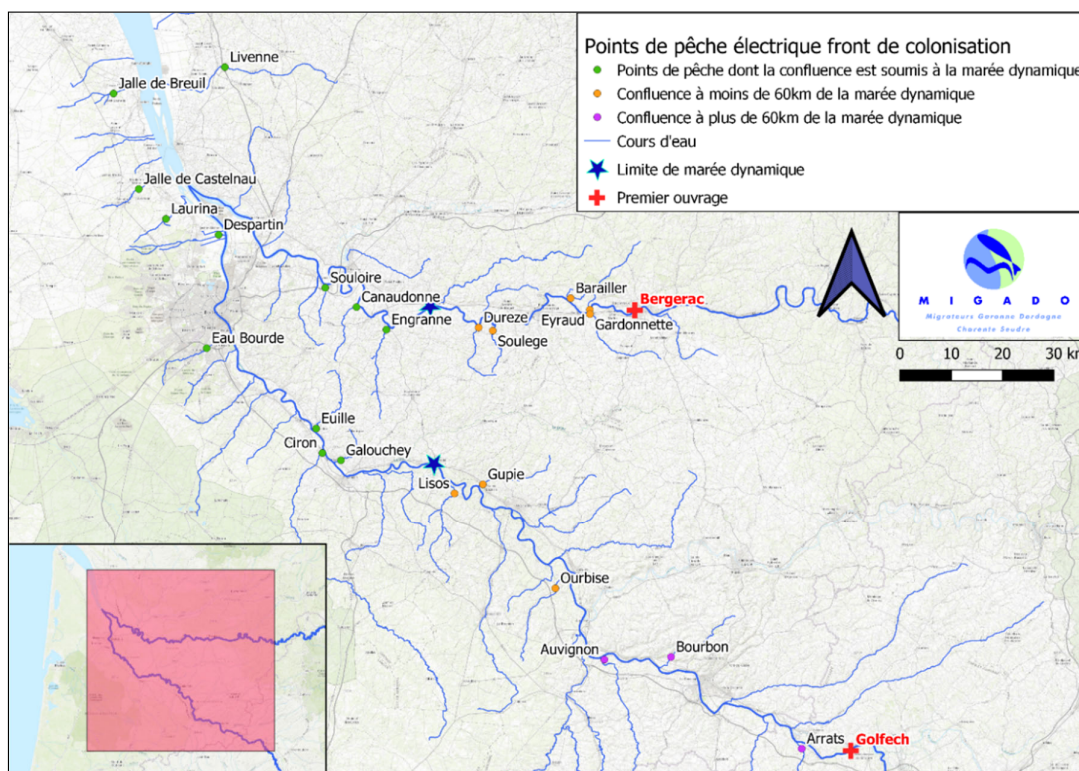 Points de pêche électrique front de colonisation
Points de pêche dont la confluence est soumis à la marée dynamique
Confluence à moins de 60km de la marée dynamique
Confluence à plus de 60km de la marée dynamique
Cours d'eau
Limite de marée dynamique
Premier ouvrage
MIGADO
Migrateurs Garonne Dordogne
Charente Seudre
0 10 20 30 km
Livenne
Jalle de Breuil
Jalle de Castelnau
Laurina
Despartin
Souloire
Canaudonne
Engranne
Barailler
Bergerac
Dureze
Eyraud
Gardonnette
Soulege
Eau Bourde
Euille
Ciron
Galouchey
Lisos
Gupie
Ourbise
Auvignon
Bourbon
Arrats
Golfech